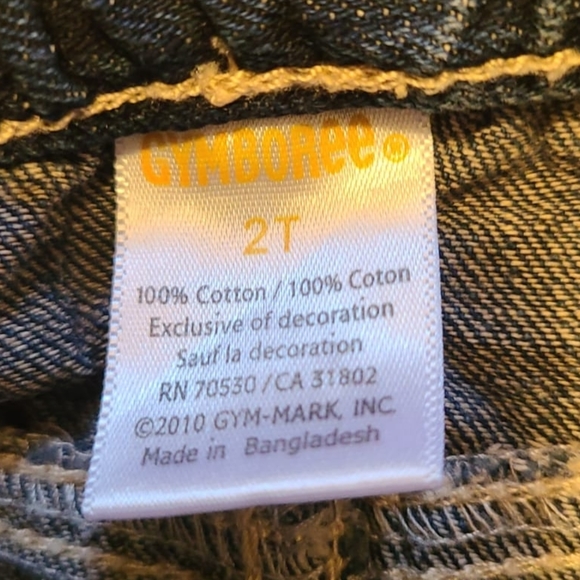 GYMBORee®
2T
100% Cotton / 100% Coton
Exclusive of decoration
Sauf la decoration
RN 70530 /CA 31802
©2010 GYM-MARK, INC.
Made in Bangladesh